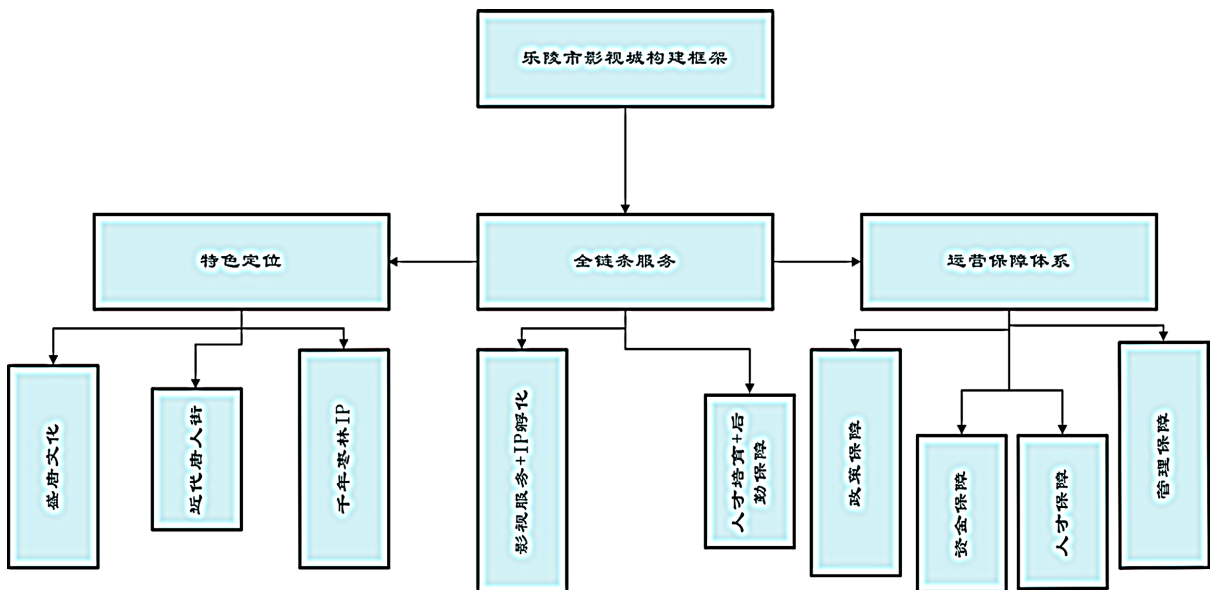 乐陵市影视城构建框架
特色定位
全链条服务
运营保障体系
盛唐文化
近代唐人街
千年枣林IP
影视服务+IP孵化
人才培育+后
勤保障
政策保障
资金保障
人才保障
管理保障